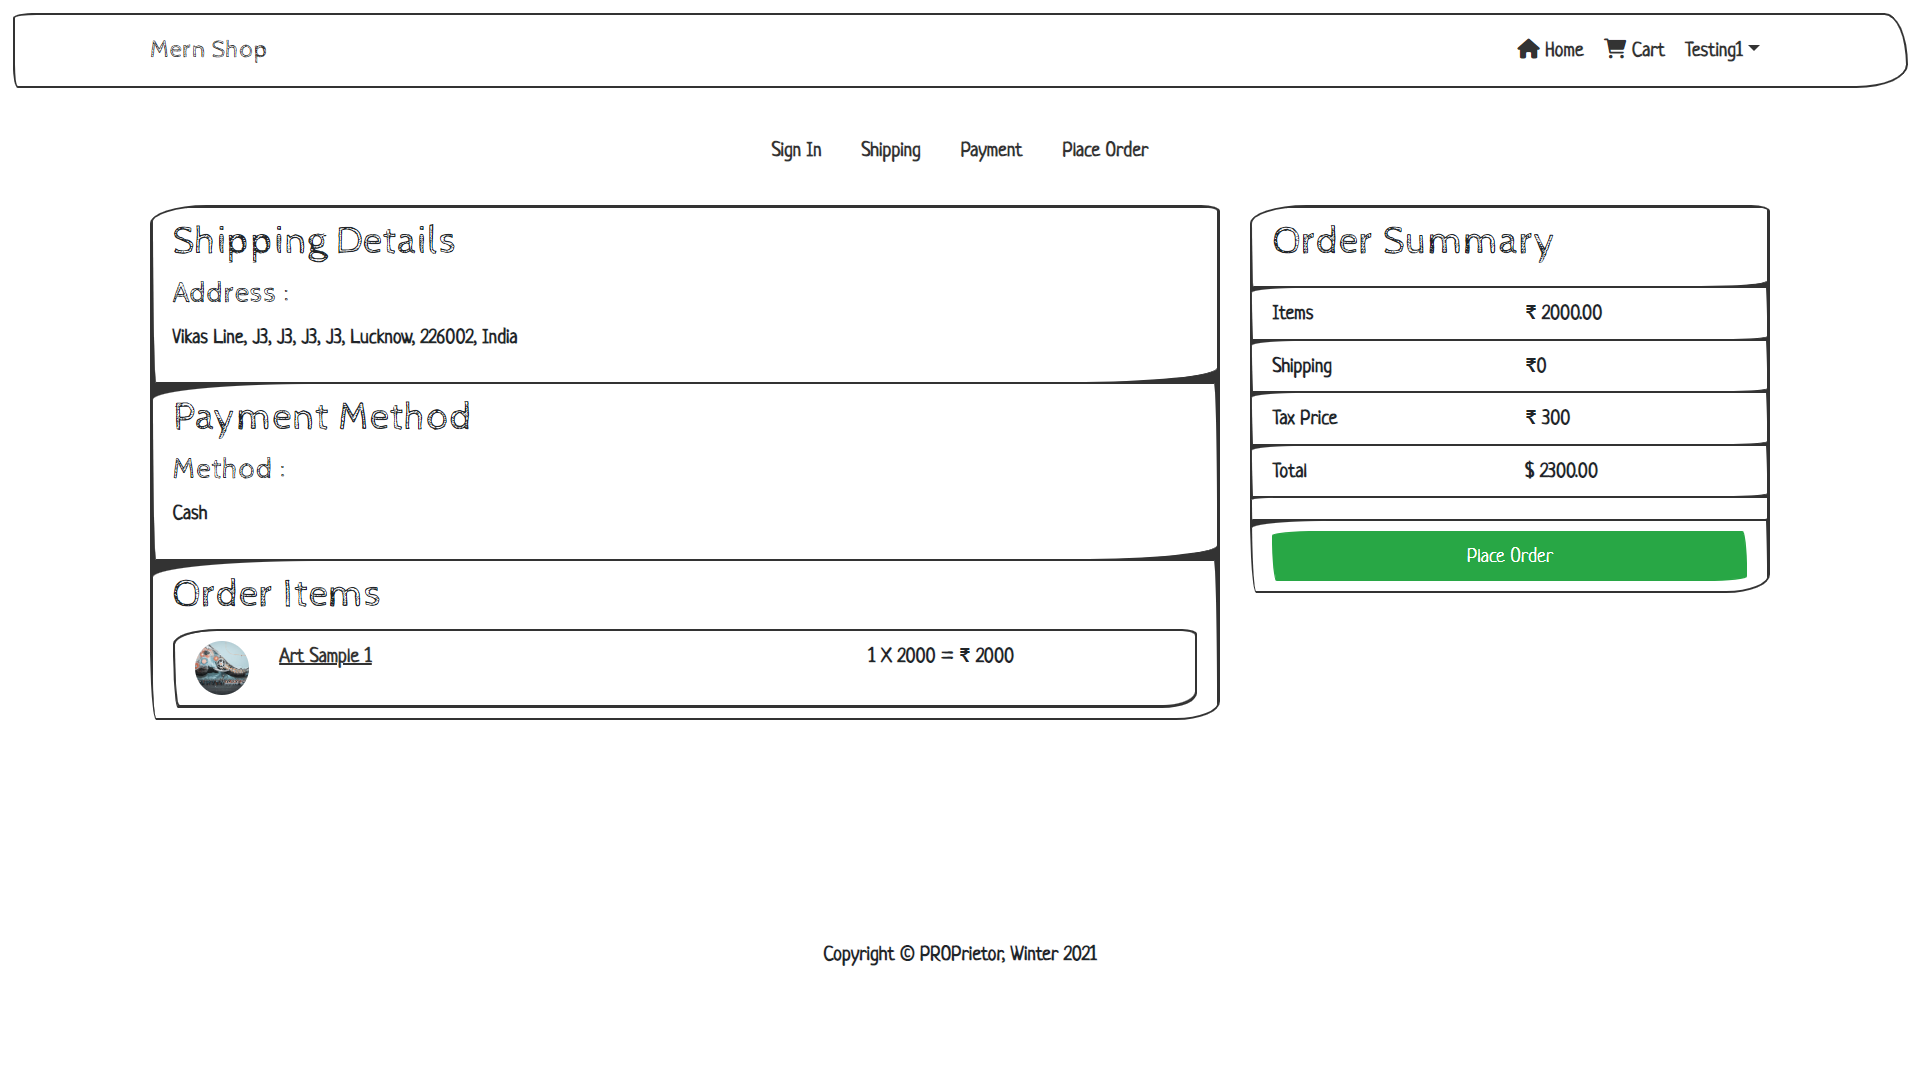 Mern Shop
Home Cart Testing1
Sign In Shipping Payment Place Order
Shipping Details
Address :
Vikas Line, J3, J3, J3, J3, Lucknow, 226002, India
Payment Method
Method :
Cash
Order Items
Art Sample 1 1 X 2000 = ₹ 2000
Order Summary
Items ₹ 2000.00
Shipping ₹0
Tax Price ₹ 300
Total $ 2300.00
Place Order
Copyright © PROPrietor, Winter 2021